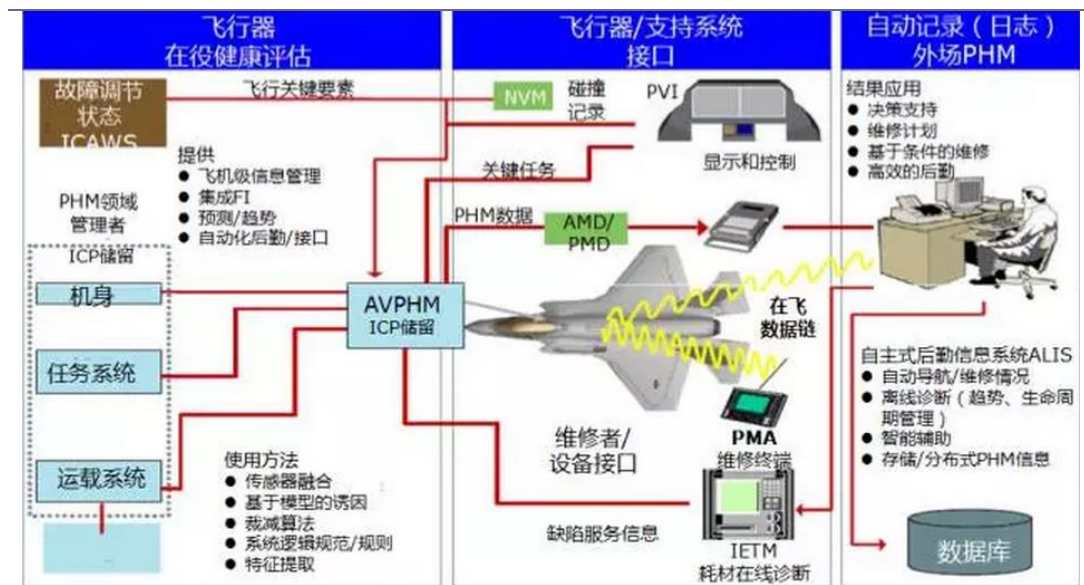 飞行器
在役健康评估
飞行器/支持系统
接口
自动记录（日志）
外场PHM
故障调节
状态
ICAWS
飞行关键要素
NVM
碰撞
记录
PVI
显示和控制
结果应用
● 决策支持
● 维修计划
● 基于条件的维修
● 高效的后勤
提供
● 飞机级信息管理
● 集成FI
● 预测/趋势
● 自动化后勤/接口
关键任务
PHM数据
AMD/
PMD
PHM领域
管理者
ICP储留
机身
任务系统
运载系统
AVPHM
ICP储留
在飞
数据链
PMA
维修终端
维修者/
设备接口
缺陷服务信息
IETM
耗材在线诊断
使用方法
● 传感器融合
● 基于模型的诱因
● 裁减算法
● 系统逻辑规范/规则
● 特征提取
自主式后勤信息系统ALIS
● 自动导航/维修情况
● 离线诊断（趋势、生命周
期管理）
● 智能辅助
● 存储/分布式PHM信息
数据库